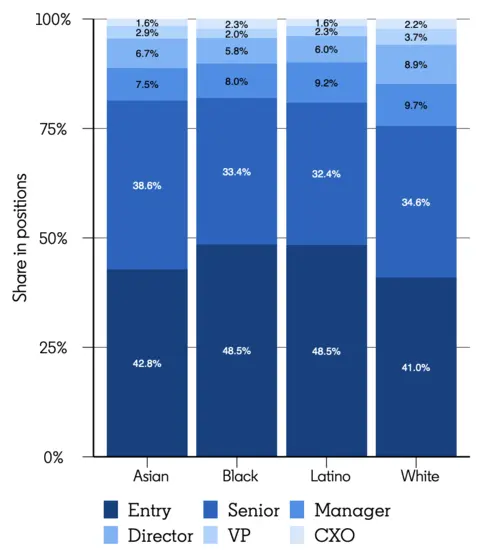 100%
1.6% 2.3% 1.6% 2.2%
2.9% 2.0% 2.3% 3.7%
6.7% 5.8% 6.0% 8.9%
7.5% 8.0% 9.2% 9.7%
75%
38.6% 33.4% 32.4% 34.6%
Share in positions
50%
42.8% 48.5% 48.5% 41.0%
25%
0%
Asian Black Latino White
Entry Senior Manager
Director VP CXO